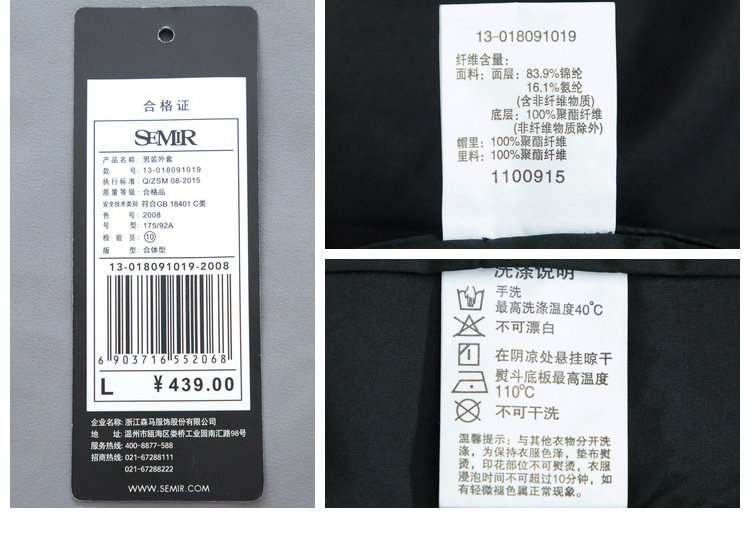 合格证
SEMIR
产品名称: 男装外套
款 号: 13-018091019
执行标准: Q/ZSM 08-2015
质量等级: 合格品
安全技术类别 符合GB 18401 C类
色 号: 2008
号 型: 175/92A
检 验 员: ⑩
版 型: 合体型
13-018091019-2008
6 903716 552068
L ¥439.00
企业名称: 浙江森马服饰股份有限公司
地 址: 温州市瓯海区娄桥工业园南汇路98号
服务热线: 400-8877-588
招商热线: 021-67288111
021-67288222
WWW.SEMIR.COM
13-018091019
纤维含量:
面料: 面层: 83.9%锦纶
16.1%氨纶
(含非纤维物质)
底层: 100%聚酯纤维
(非纤维物质除外)
帽里: 100%聚酯纤维
里料: 100%聚酯纤维
1100915
洗涤说明
手洗
最高洗涤温度40℃
不可漂白
在阴凉处悬挂晾干
熨斗底板最高温度
110℃
不可干洗
温馨提示: 与其他衣物分开洗
涤, 为保持衣服色泽, 垫布熨
烫, 印花部位不可熨烫, 衣服
浸泡时间不可超过10分钟, 如
有轻微褪色属正常现象。